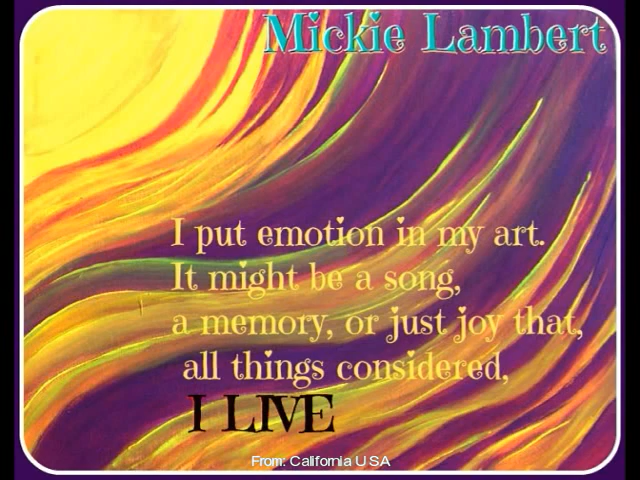 Mickie Lambert
I put emotion in my art.
It might be a song,
a memory, or just joy that,
all things considered,
I LIVE
From: California USA